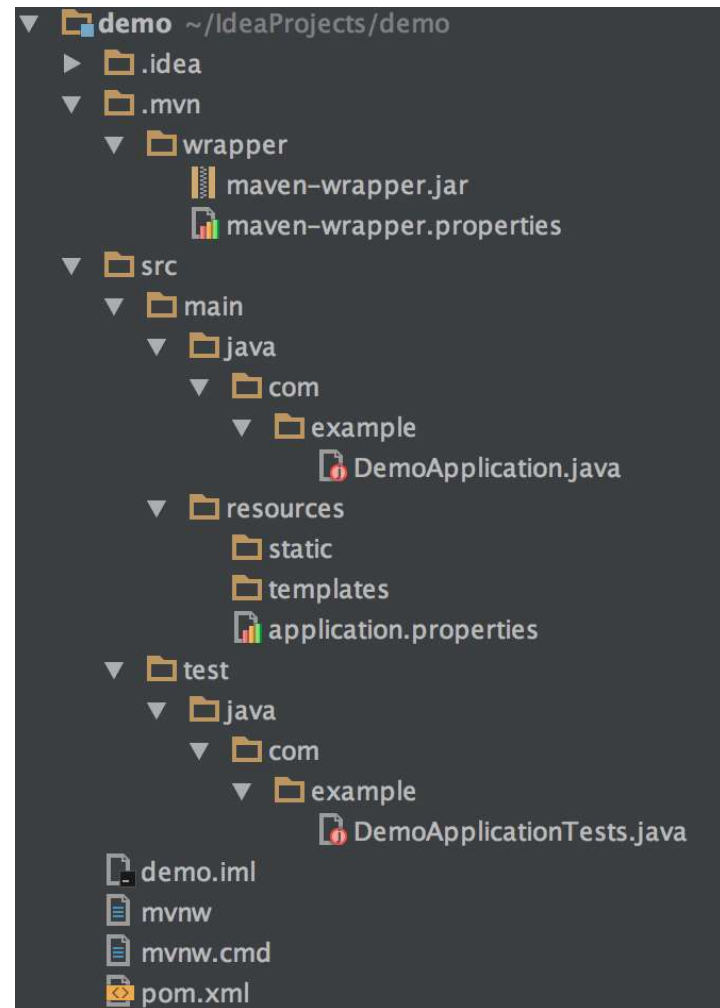 demo ~/IdeaProjects/demo
.idea
.mvn
wrapper
maven-wrapper.jar
maven-wrapper.properties
src
main
java
com
example
DemoApplication.java
resources
static
templates
application.properties
test
java
com
example
DemoApplicationTests.java
demo.iml
mvnw
mvnw.cmd
pom.xml